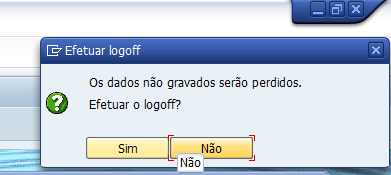 Efetuar logoff
Os dados não gravados serão perdidos.
Efetuar o logoff?
Sim
Não
Não